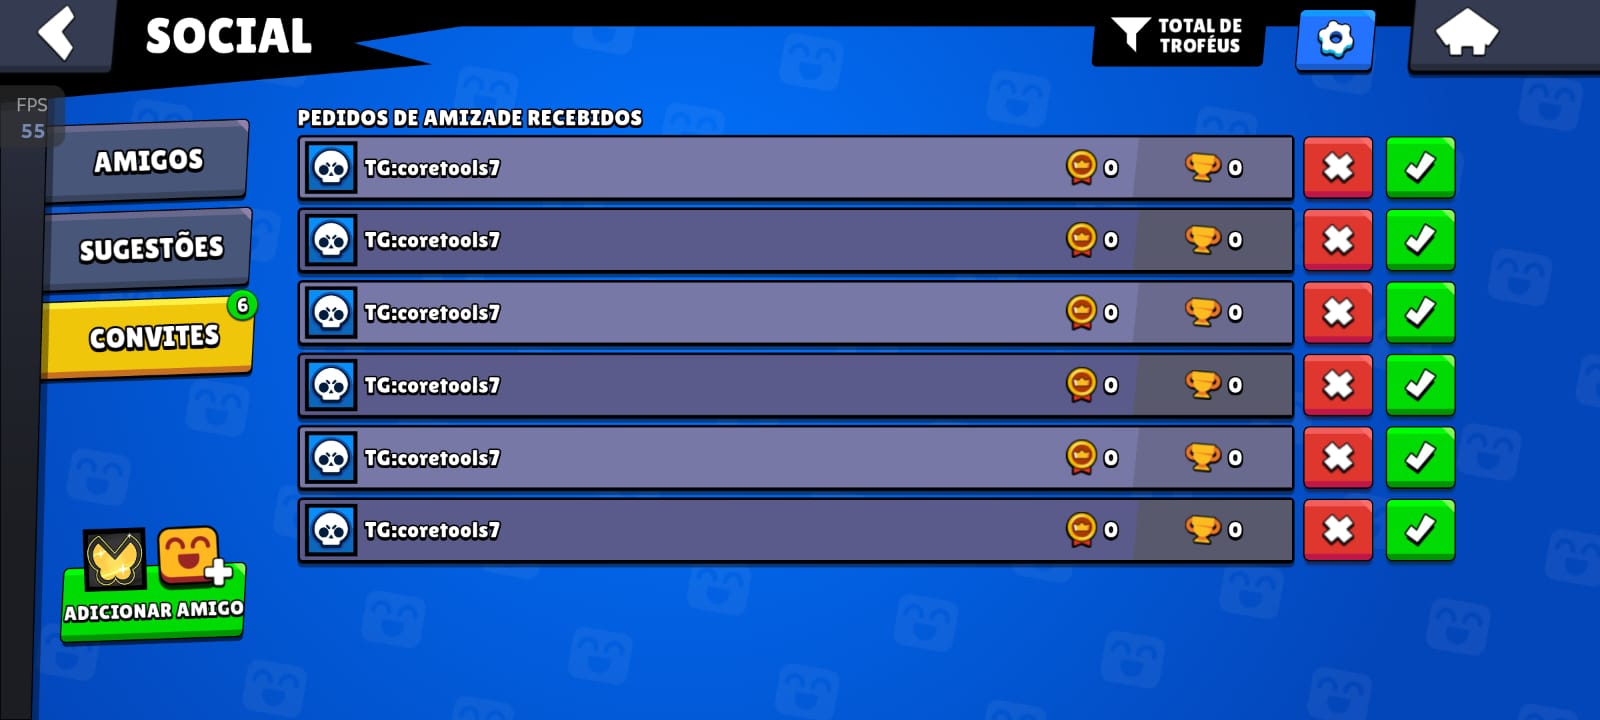 SOCIAL
TOTAL DE
TROFÉUS
FPS
55
PEDIDOS DE AMIZADE RECEBIDOS
AMIGOS
SUGESTÕES
6
CONVITES
TG:coretools7 0 0
TG:coretools7 0 0
TG:coretools7 0 0
TG:coretools7 0 0
TG:coretools7 0 0
TG:coretools7 0 0
ADICIONAR AMIGO